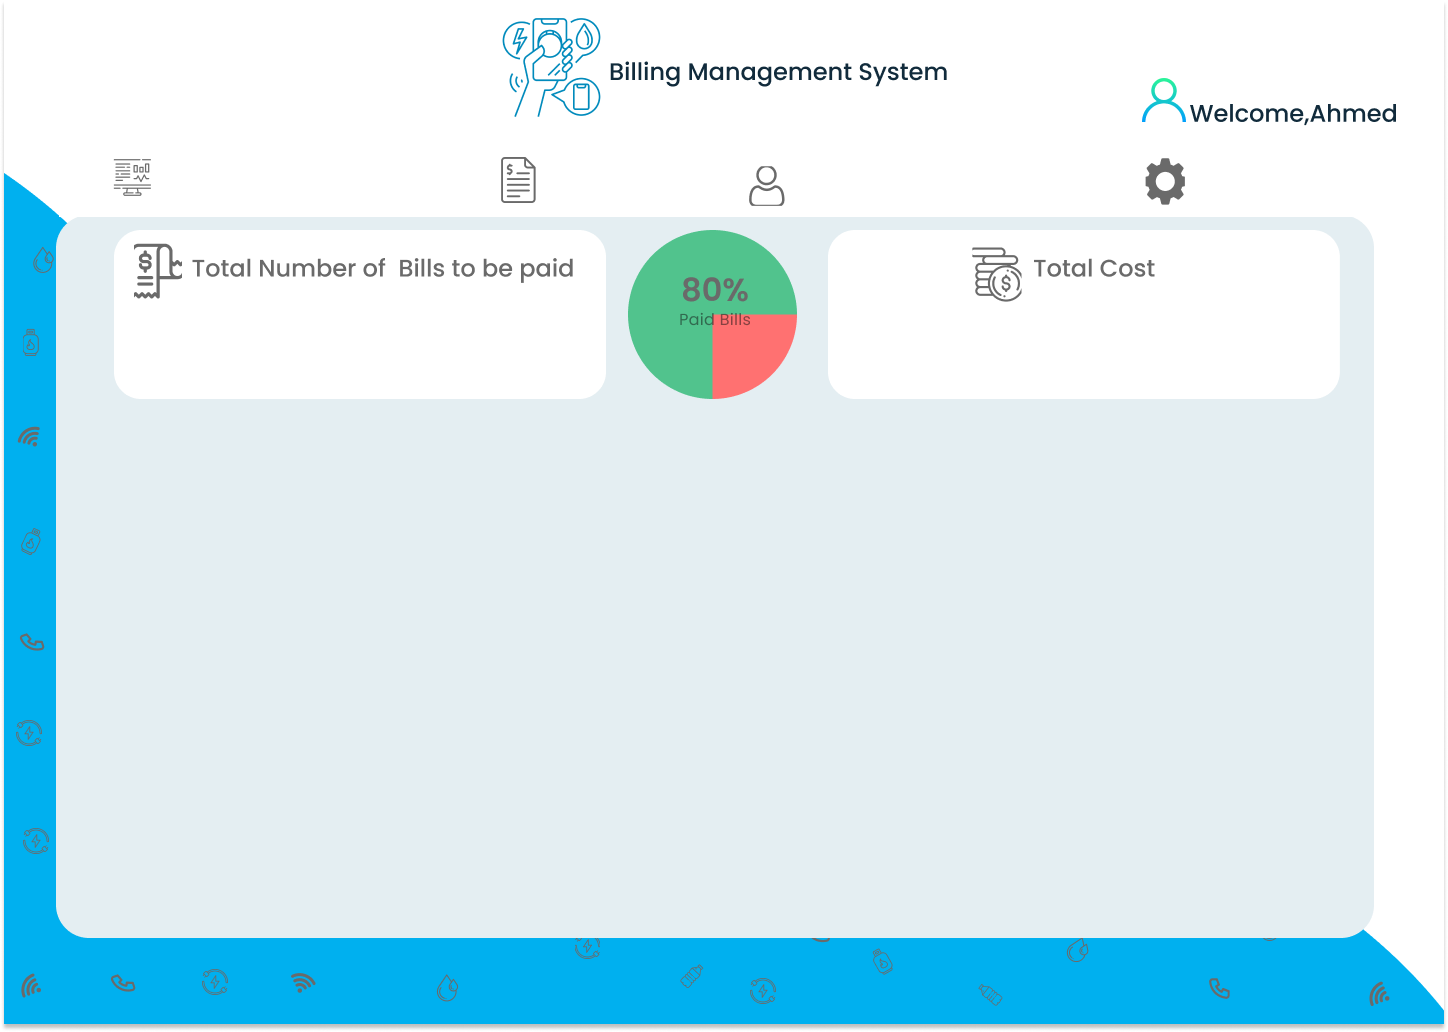 Billing Management System
Welcome,Ahmed
Total Number of  Bills to be paid
80%
Paid Bills
Total Cost